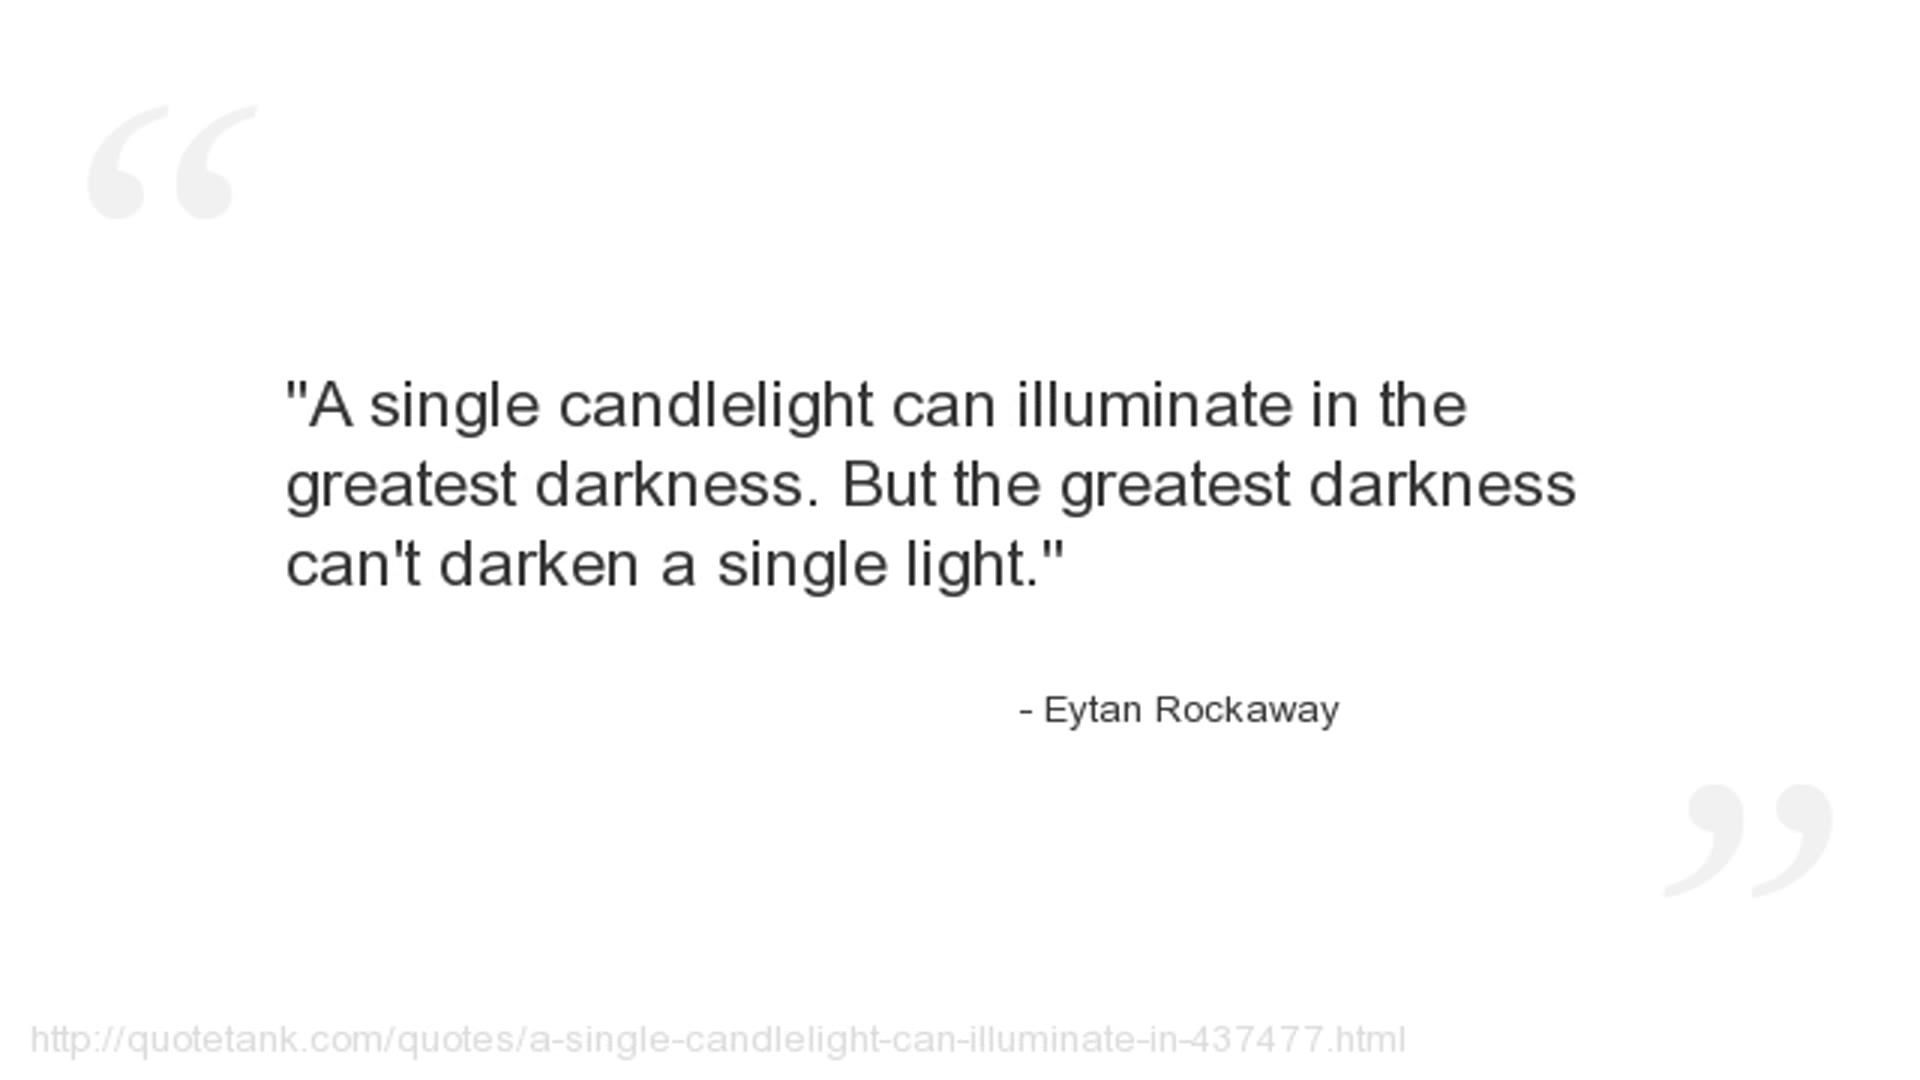 "A single candlelight can illuminate in the
greatest darkness. But the greatest darkness
can't darken a single light."
- Eytan Rockaway
http://quotetank.com/quotes/a-single-candlelight-can-illuminate-in-437477.html